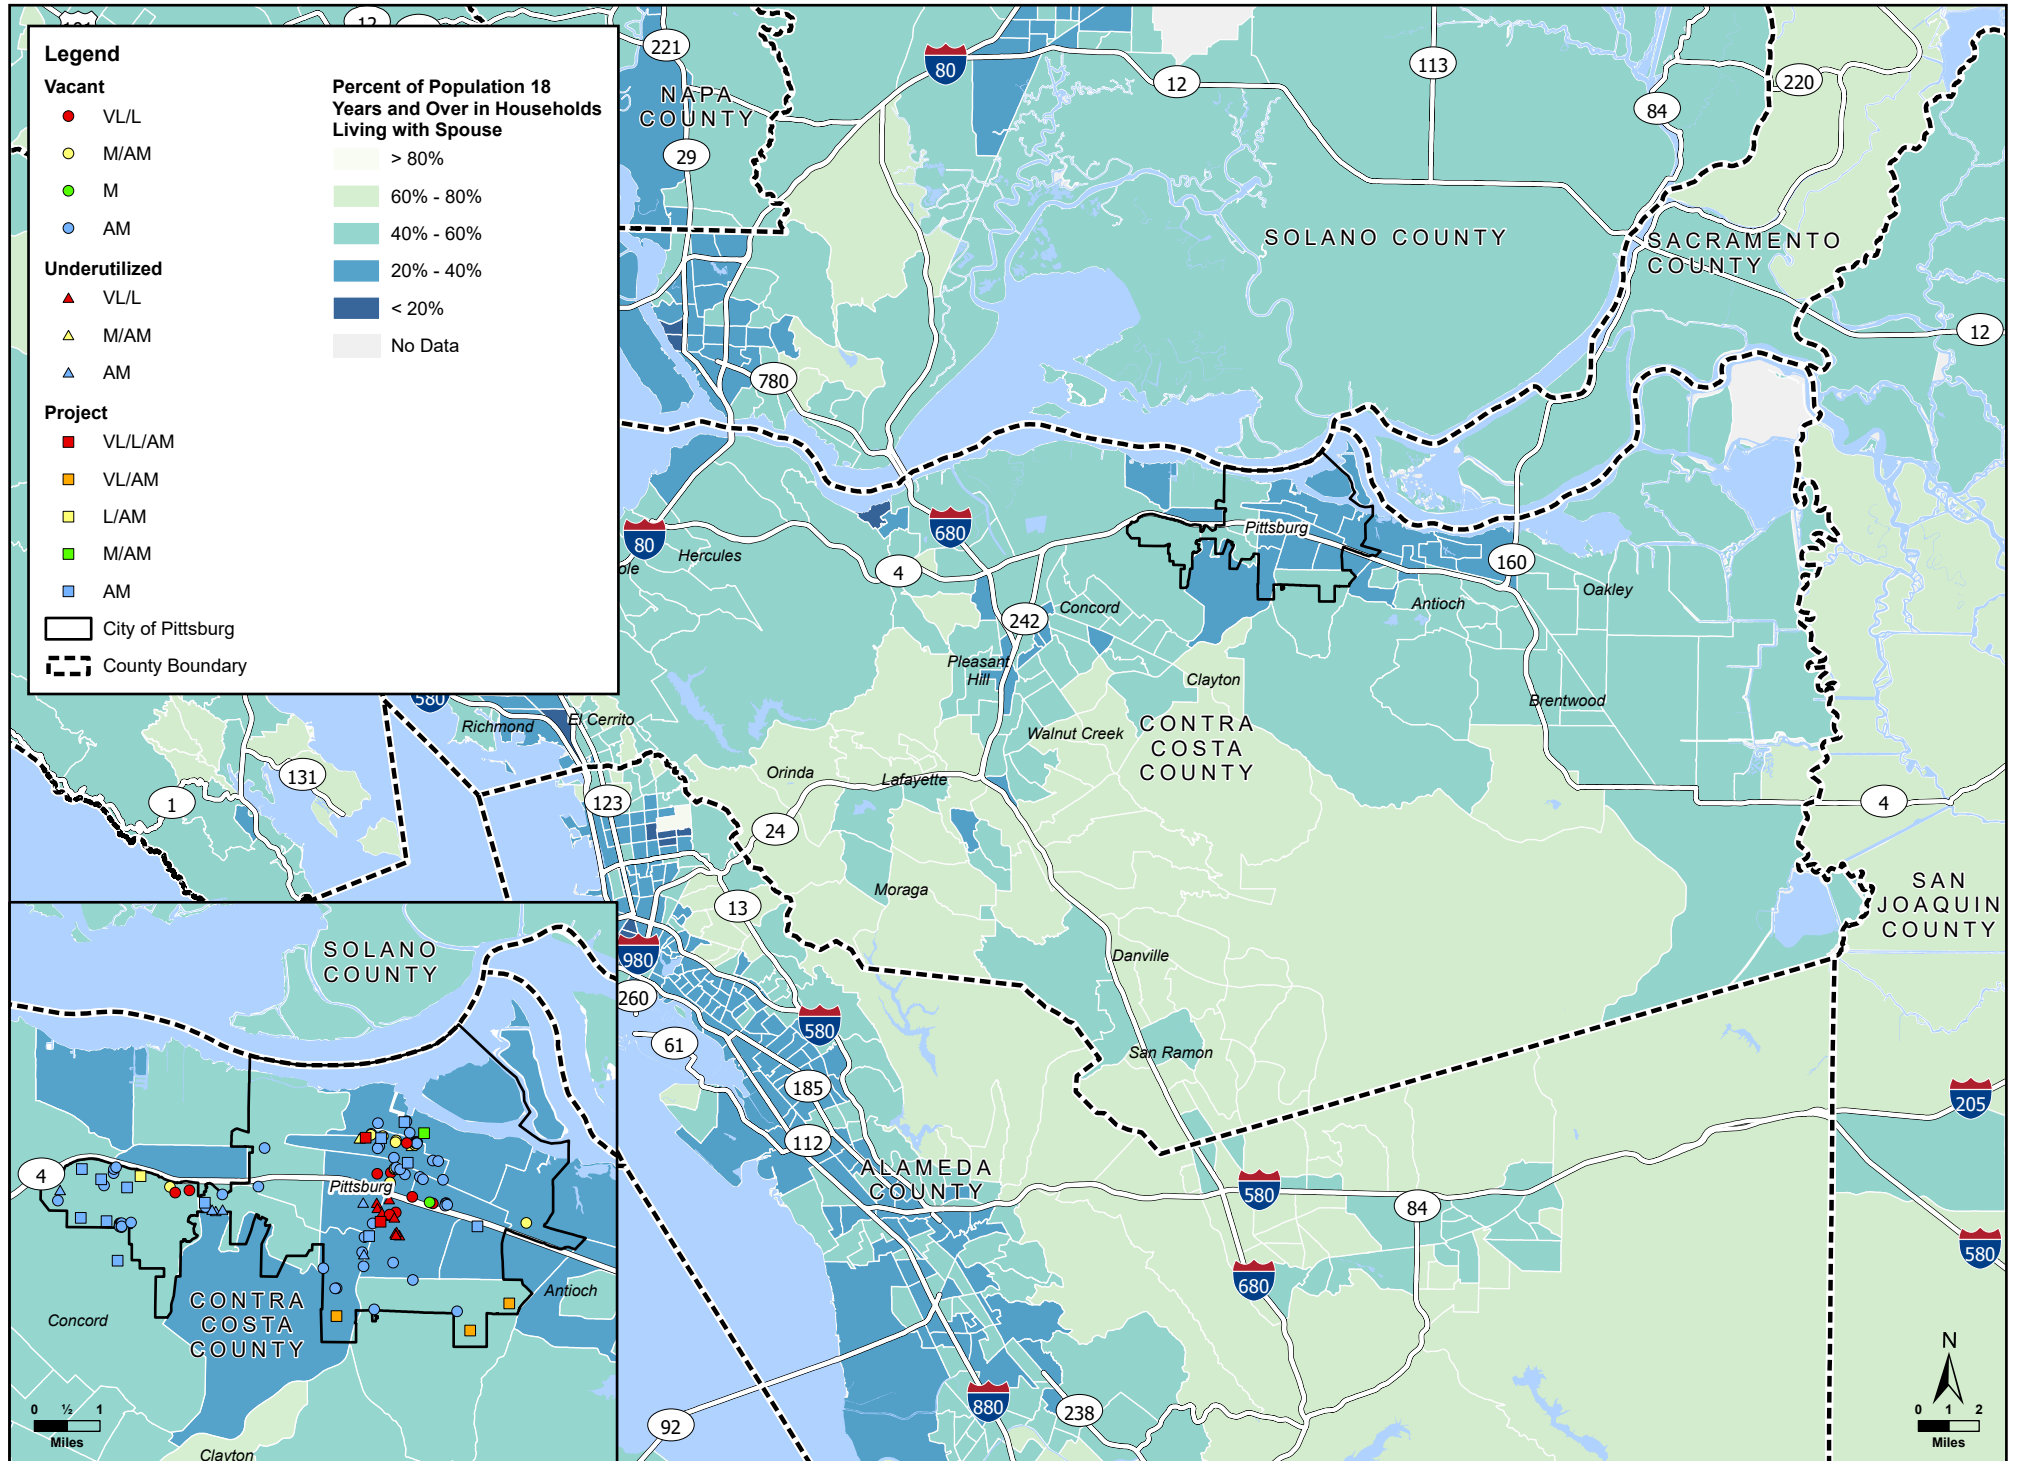 Legend
Vacant
VL/L
M/AM
M
AM
Underutilized
VL/L
M/AM
AM
Project
VL/L/AM
VL/AM
L/AM
M/AM
AM
City of Pittsburg
County Boundary
Percent of Population 18
Years and Over in Households
Living with Spouse
> 80%
60% - 80%
40% - 60%
20% - 40%
< 20%
No Data
12
221
80
12
113
84
220
NAPA
COUNTY
29
SOLANO COUNTY
SACRAMENTO
COUNTY
12
780
80
Hercules
680
4
Pittsburg
160
Oakley
Antioch
Concord
242
Pleasant
Hill
Clayton
Brentwood
580
Richmond
El Cerrito
Walnut Creek
CONTRA
COSTA
COUNTY
131
1
123
Orinda
Lafayette
24
4
Moraga
13
SAN
JOAQUIN
COUNTY
980
Danville
260
61
580
San Ramon
185
205
112
ALAMEDA
COUNTY
580
84
580
680
880
238
92
SOLANO
COUNTY
4
Pittsburg
Antioch
Concord
CONTRA
COSTA
COUNTY
Clayton
0 ½ 1
Miles
N
0 1 2
Miles